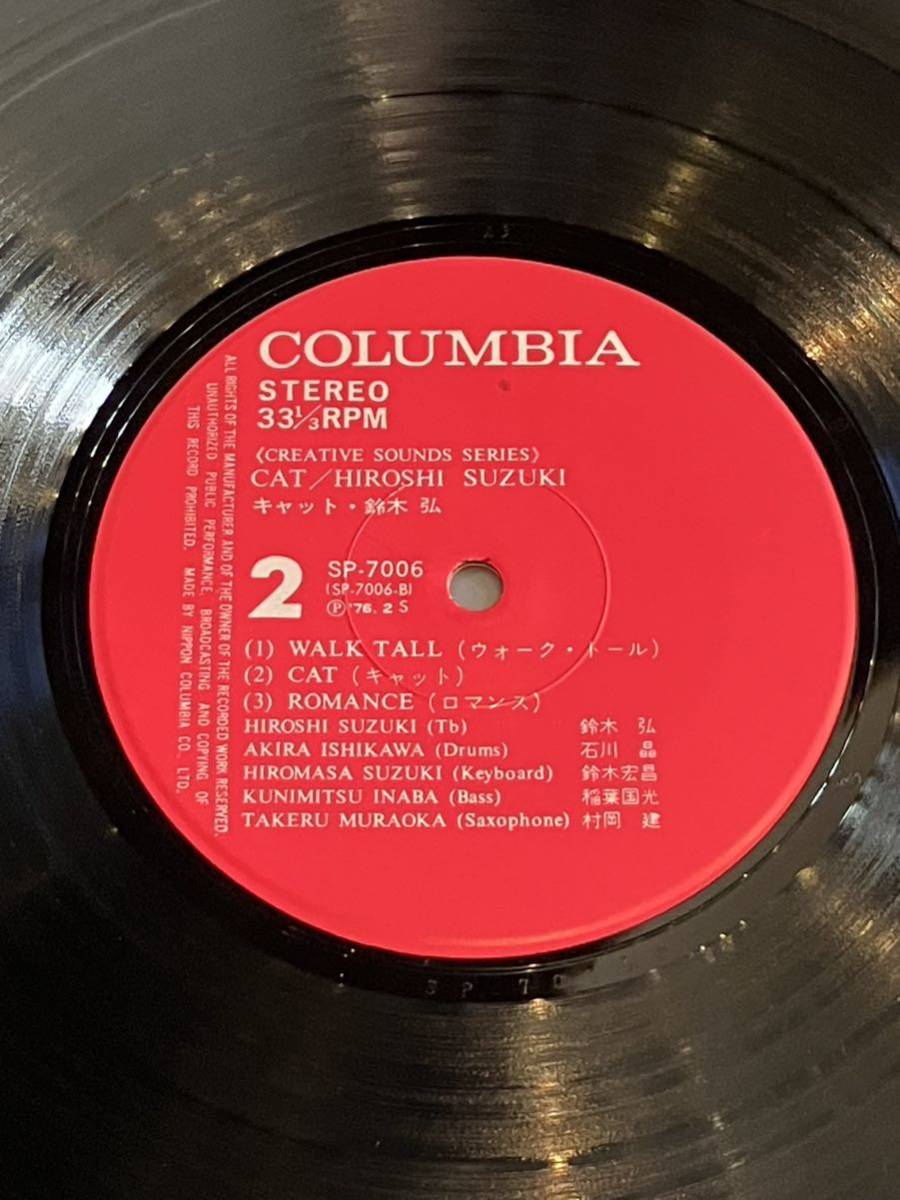 COLUMBIA
STEREO
33⅓RPM
《CREATIVE SOUNDS SERIES》
CAT／HIROSHI SUZUKI
キャット・鈴木 弘
2
SP-7006
(SP-7006-B)
Ⓟ'76. 2 S
(1) WALK TALL (ウォーク・トール)
(2) CAT (キャット)
(3) ROMANCE (ロマンス)
HIROSHI SUZUKI (Tb) 鈴木 弘
AKIRA ISHIKAWA (Drums) 石川 晶
HIROMASA SUZUKI (Keyboard) 鈴木宏昌
KUNIMITSU INABA (Bass) 稲葉国光
TAKERU MURAOKA (Saxophone) 村岡 建
ALL RIGHTS OF THE MANUFACTURER AND OF THE OWNER OF THE RECORDED WORK RESERVED.
UNAUTHORIZED PUBLIC PERFORMANCE, BROADCASTING AND COPYING OF
THIS RECORD PROHIBITED. MADE BY NIPPON COLUMBIA CO., LTD.